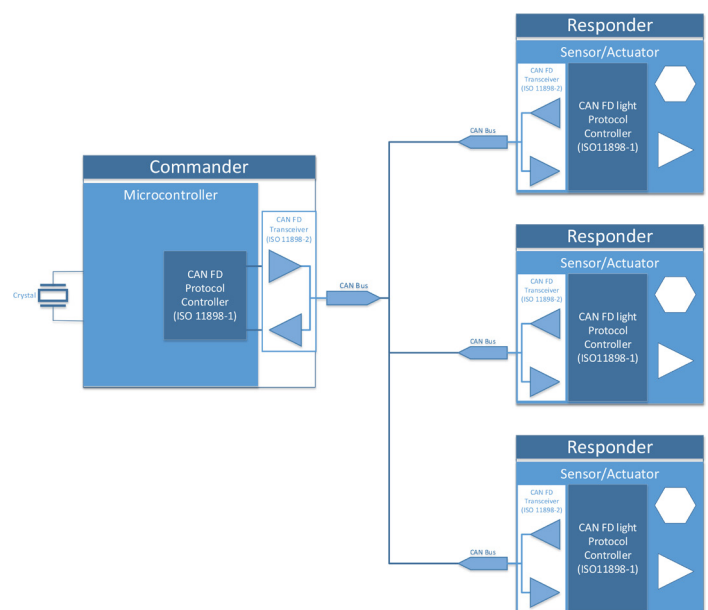 Commander
Microcontroller
CAN FD
Transceiver
(ISO 11898-2)
CAN FD
Protocol
Controller
(ISO 11898-1)
Crystal
CAN Bus
Responder
Sensor/Actuator
CAN FD
Transceiver
(ISO 11898-2)
CAN FD light
Protocol
Controller
(ISO11898-1)
CAN Bus
Responder
Sensor/Actuator
CAN FD
Transceiver
(ISO 11898-2)
CAN FD light
Protocol
Controller
(ISO11898-1)
CAN Bus
Responder
Sensor/Actuator
CAN FD
Transceiver
(ISO 11898-2)
CAN FD light
Protocol
Controller
(ISO11898-1)
CAN Bus